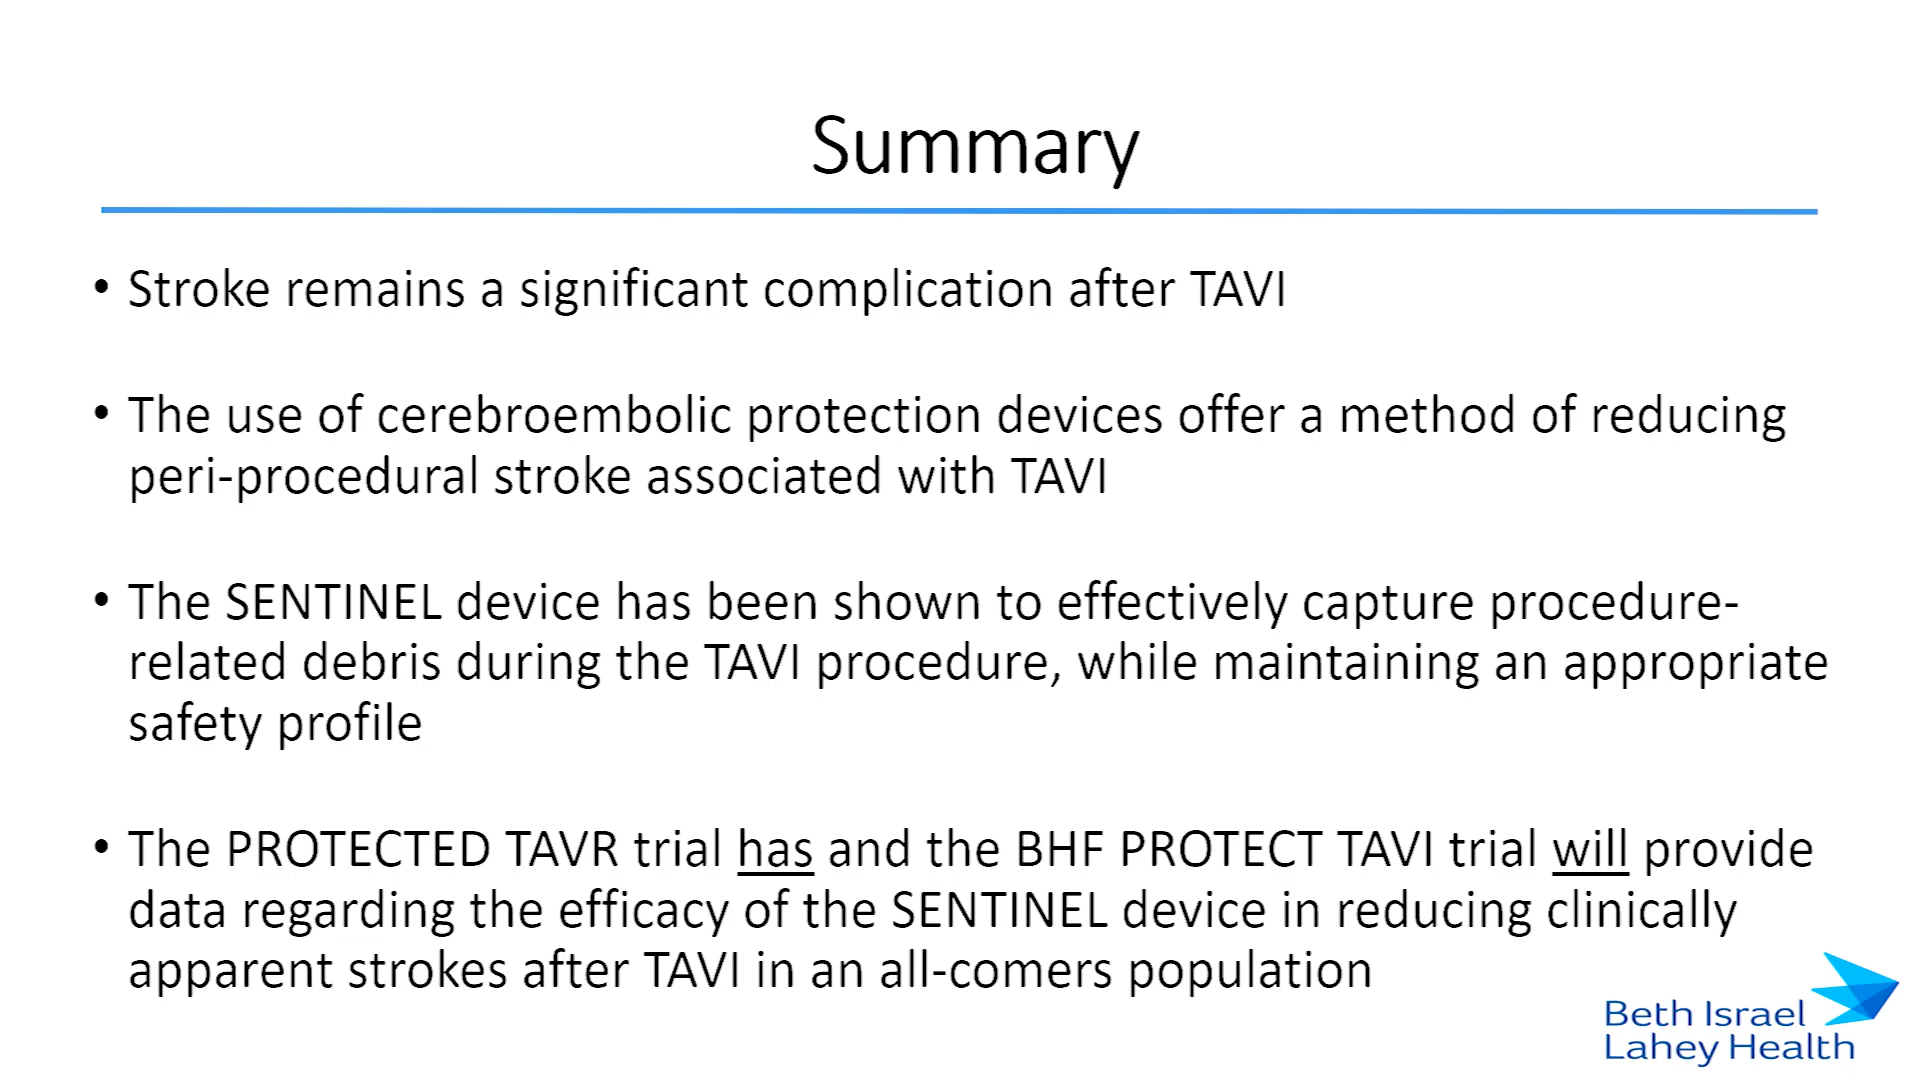 Summary
• Stroke remains a significant complication after TAVI
• The use of cerebroembolic protection devices offer a method of reducing
peri-procedural stroke associated with TAVI
• The SENTINEL device has been shown to effectively capture procedure-
related debris during the TAVI procedure, while maintaining an appropriate
safety profile
• The PROTECTED TAVR trial has and the BHF PROTECT TAVI trial will provide
data regarding the efficacy of the SENTINEL device in reducing clinically
apparent strokes after TAVI in an all-comers population
Beth Israel
Lahey Health